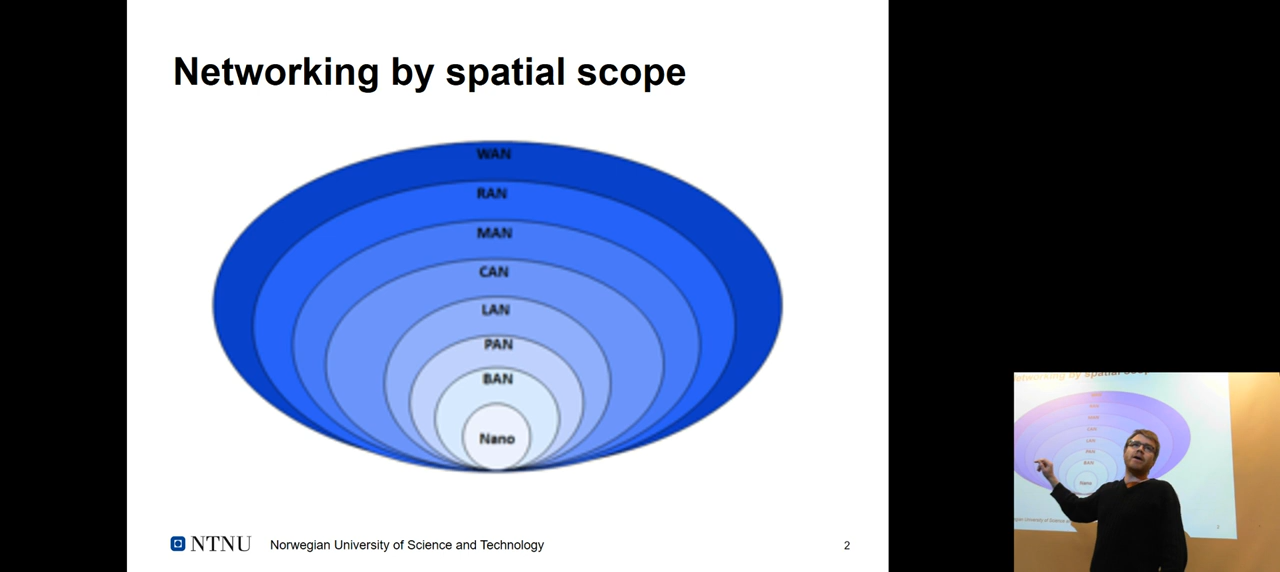 Networking by spatial scope
WAN
RAN
MAN
CAN
LAN
PAN
BAN
Nano
NTNU
Norwegian University of Science and Technology
2